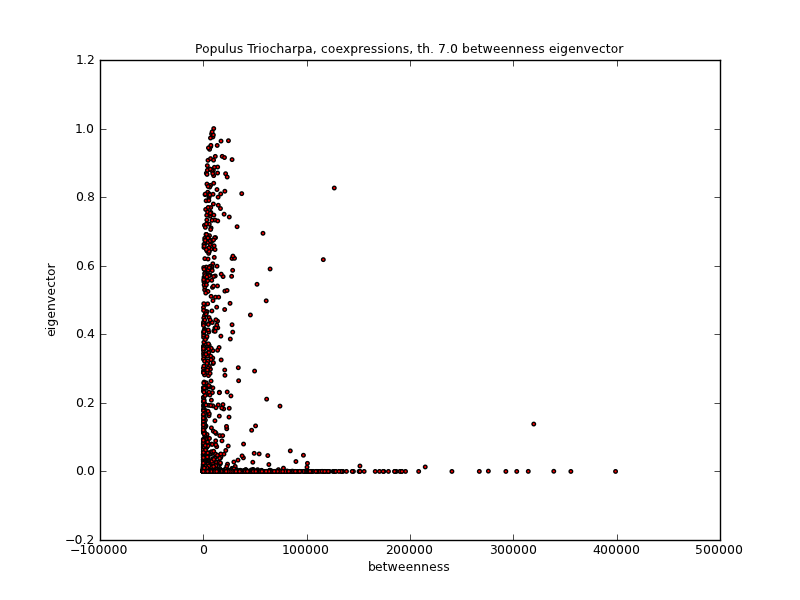 Populus Triocharpa, coexpressions, th. 7.0 betweenness eigenvector
1.2
1.0
0.8
0.6
0.4
0.2
0.0
−0.2
eigenvector
−100000 0 100000 200000 300000 400000 500000
betweenness